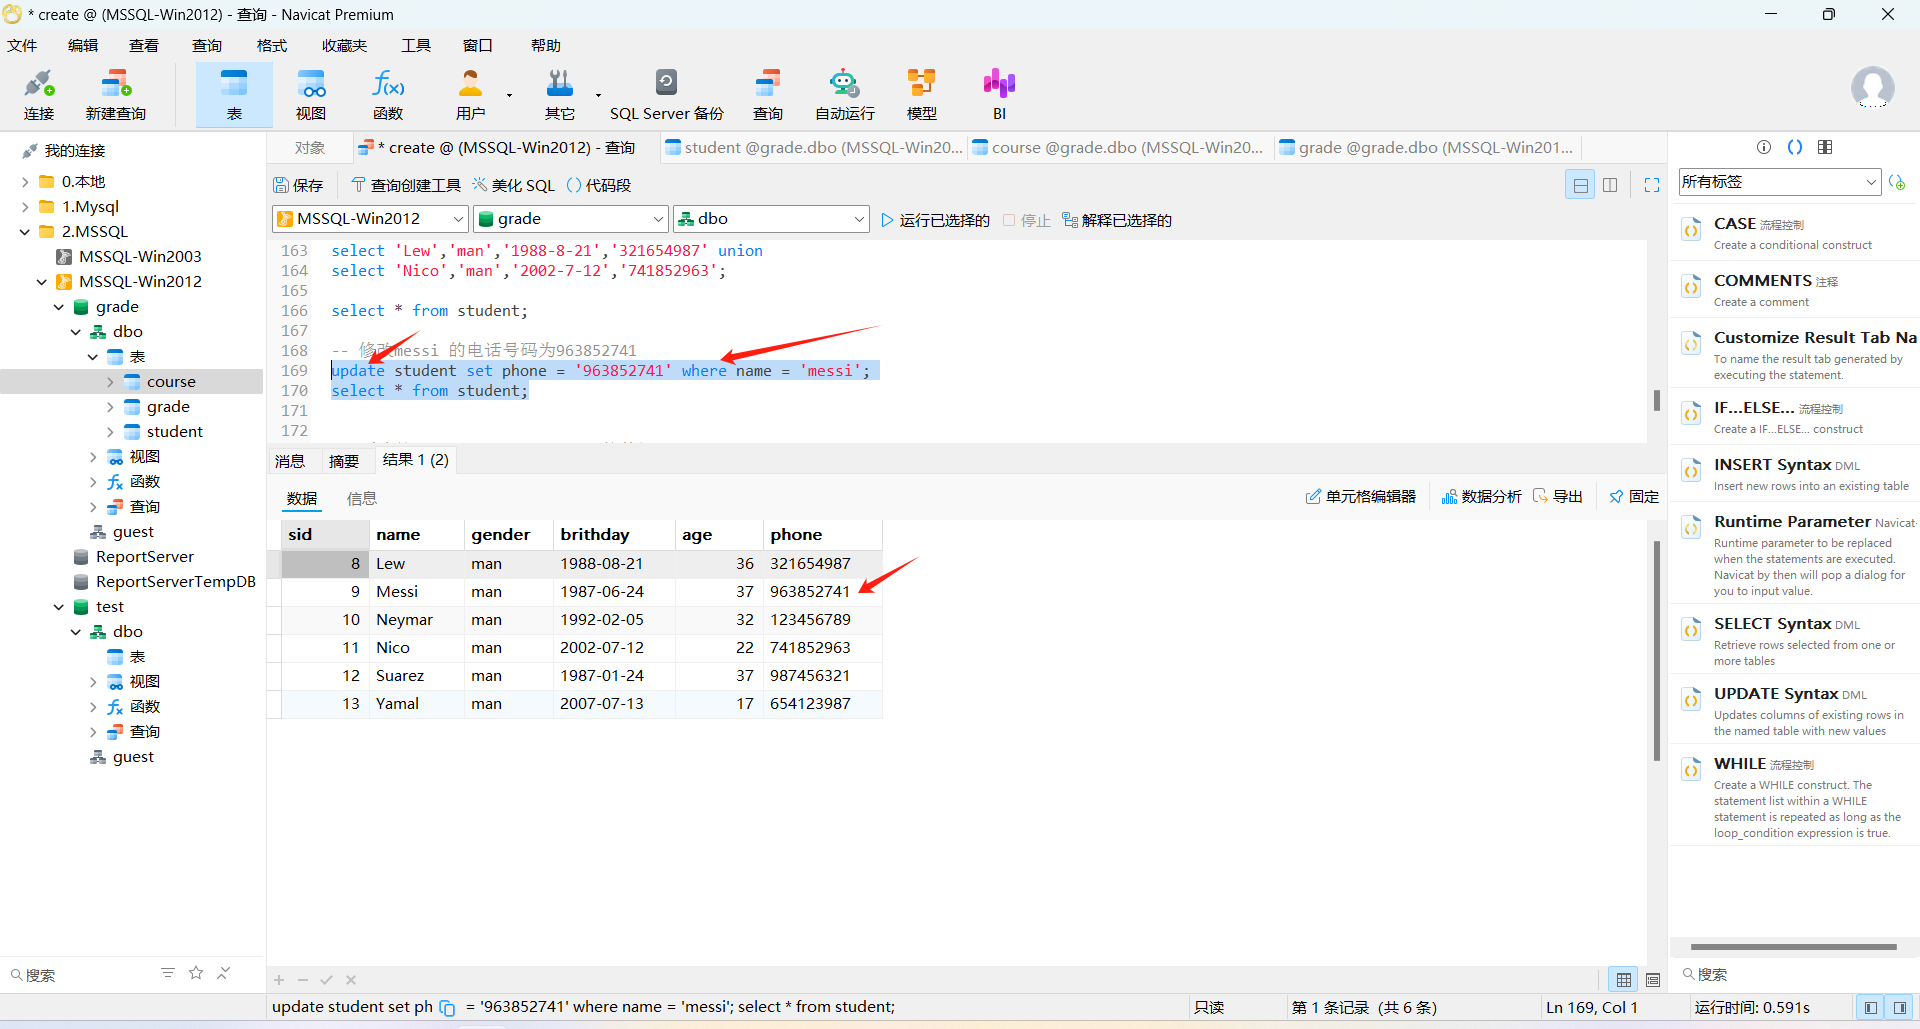 * create @ (MSSQL-Win2012) - 查询 - Navicat Premium
文件 编辑 查看 查询 格式 收藏夹 工具 窗口 帮助
连接 新建查询 表 视图 函数 用户 其它 SQL Server 备份 查询 自动运行 模型 BI
我的连接
0.本地
1.Mysql
2.MSSQL
MSSQL-Win2003
MSSQL-Win2012
grade
dbo
表
course
grade
student
视图
函数
查询
guest
ReportServer
ReportServerTempDB
test
dbo
表
视图
函数
查询
guest
搜索
对象 * create @ (MSSQL-Win2012) - 查询 student @grade.dbo (MSSQL-Win20... course @grade.dbo (MSSQL-Win20... grade @grade.dbo (MSSQL-Win201...
保存 查询创建工具 美化 SQL 代码段
MSSQL-Win2012 grade dbo 运行已选择的 停止 解释已选择的
163 select 'Lew','man','1988-8-21','321654987' union
164 select 'Nico','man','2002-7-12','741852963';
165
166 select * from student;
167
168 -- 修改messi 的电话号码为963852741
169 update student set phone = '963852741' where name = 'messi';
170 select * from student;
171
172
消息 摘要 结果 1 (2)
数据 信息 单元格编辑器 数据分析 导出 固定
sid name gender brithday age phone
8 Lew man 1988-08-21 36 321654987
9 Messi man 1987-06-24 37 963852741
10 Neymar man 1992-02-05 32 123456789
11 Nico man 2002-07-12 22 741852963
12 Suarez man 1987-01-24 37 987456321
13 Yamal man 2007-07-13 17 654123987
update student set ph = '963852741' where name = 'messi'; select * from student; 只读 第 1 条记录 (共 6 条) Ln 169, Col 1 运行时间: 0.591s
所有标签
CASE 流程控制
Create a conditional construct
COMMENTS 注释
Create a comment
Customize Result Tab Na
To name the result tab generated by
executing the statement.
IF...ELSE... 流程控制
Create a IF...ELSE... construct
INSERT Syntax DML
Insert new rows into an existing table
Runtime Parameter Navicat
Runtime parameter to be replaced
when the statements are executed.
Navicat by then will pop a dialog for
you to input value.
SELECT Syntax DML
Retrieve rows selected from one or
more tables
UPDATE Syntax DML
Updates columns of existing rows in
the named table with new values
WHILE 流程控制
Create a WHILE construct. The
statement list within a WHILE
statement is repeated as long as the
loop_condition expression is true.
搜索